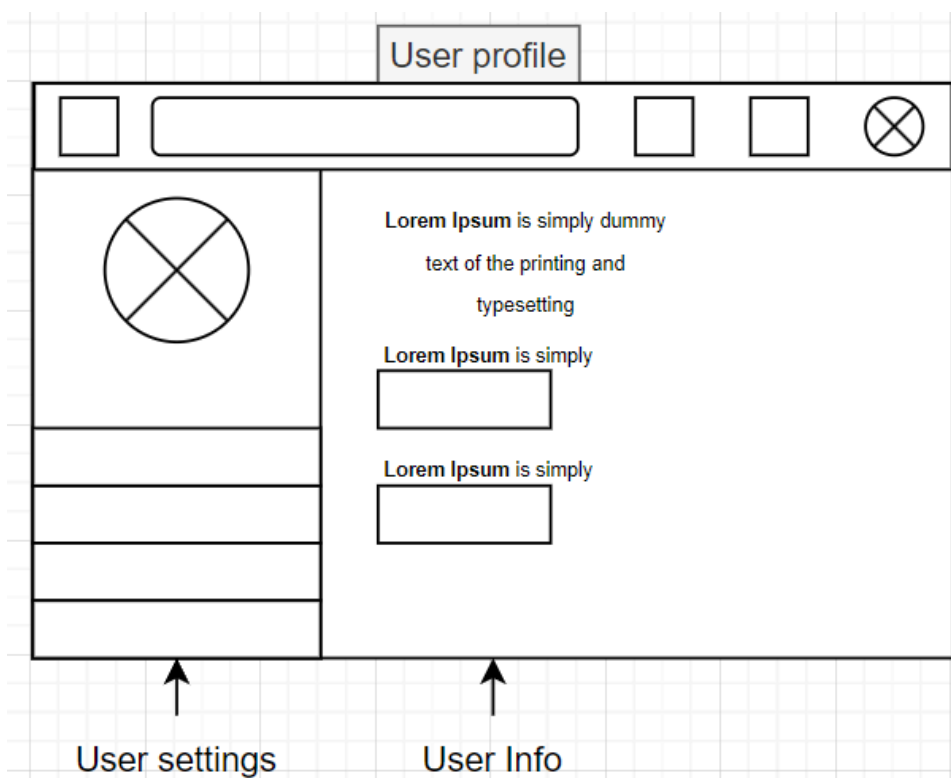 User profile
Lorem Ipsum is simply dummy
text of the printing and
typesetting
Lorem Ipsum is simply
Lorem Ipsum is simply
User settings
User Info